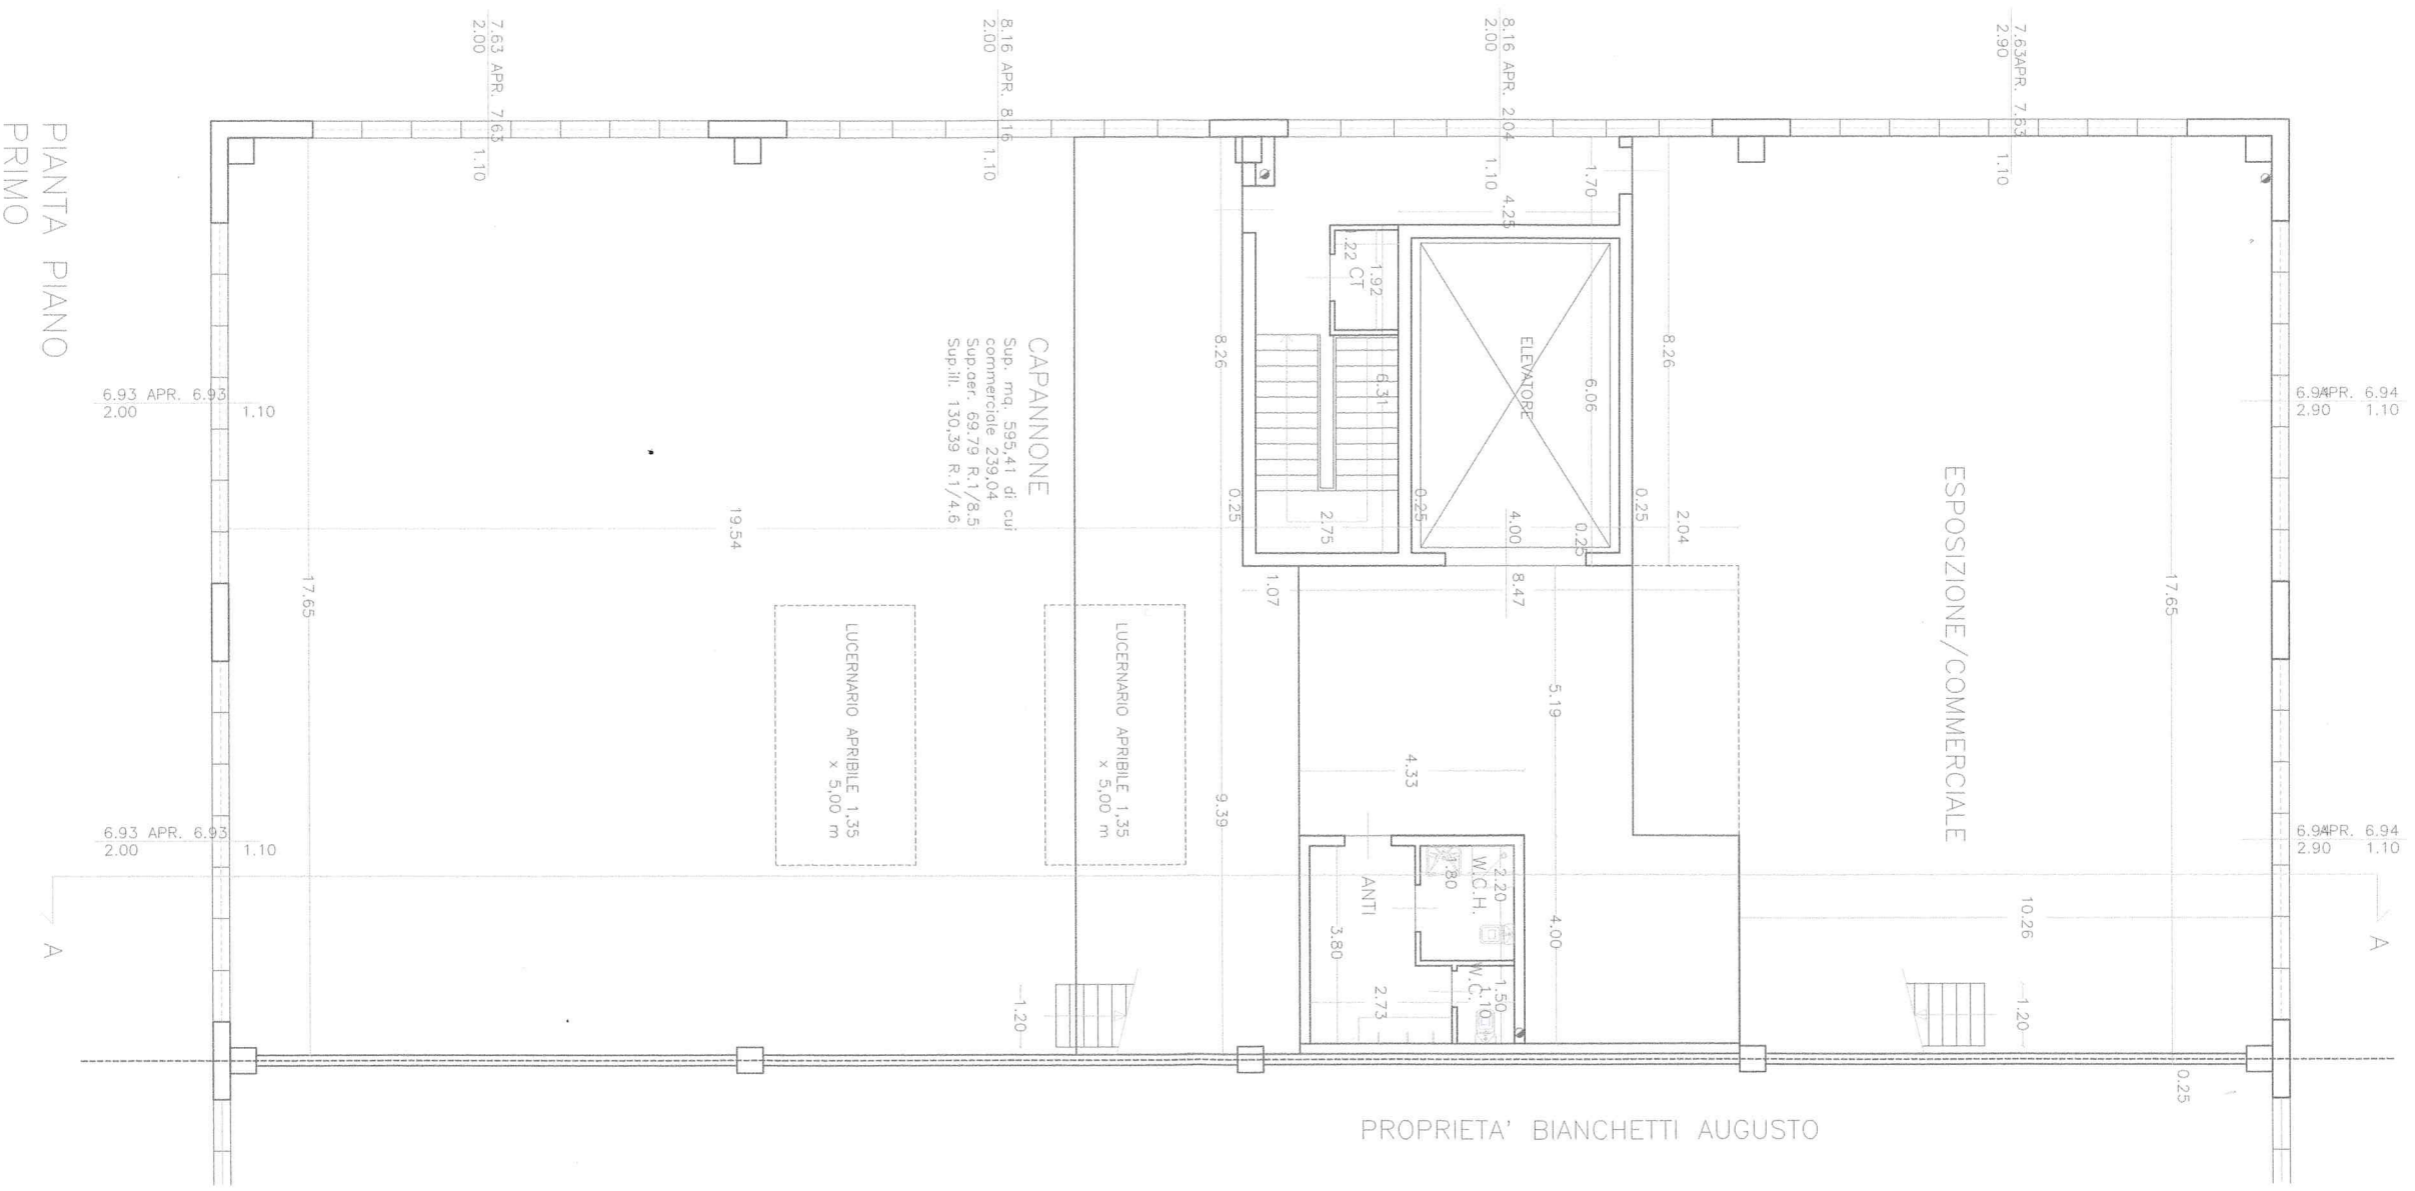 7.63 APR. 7.63
2.00 1.10
8.16 APR. 8.16
2.00 1.10
8.16 APR. 2.04
2.00 1.10
7.63APR. 7.63
2.90 1.10
PIANTA PIANO
PRIMO
6.93 APR. 6.93
2.00 1.10
6.93 APR. 6.93
2.00 1.10
6.94APR. 6.94
2.90 1.10
6.94APR. 6.94
2.90 1.10
17.65
19.54
CAPANNONE
Sup. mq. 595,41 di cui
commerciale 239,04
Sup.aer. 69.79 R.1/8.5
Sup.ill. 130,39 R.1/4.6
LUCERNARIO APRIBILE 1,35
x 5,00 m
LUCERNARIO APRIBILE 1,35
x 5,00 m
8.26
9.39
1.20
1.70
4.25
.22 CT
1.92
6.31
ELEVATORE
6.06
8.26
0.25
2.75
0.25
4.00
0.25
0.25
2.04
1.07
8.47
5.19
4.33
4.00
ANTI
3.80
2.73
W.C.H.
2.20
1.80
W.C.
1.50
1.10
ESPOSIZIONE/COMMERCIALE
17.65
10.26
1.20
0.25
A
A
PROPRIETA' BIANCHETTI AUGUSTO